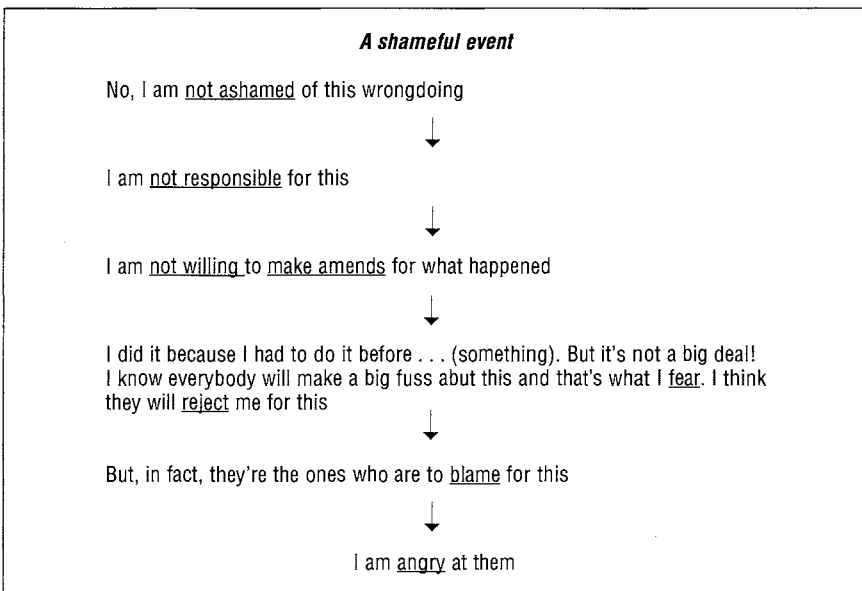 A shameful event
No, I am not ashamed of this wrongdoing
I am not responsible for this
I am not willing to make amends for what happened
I did it because I had to do it before . . . (something). But it's not a big deal!
I know everybody will make a big fuss abut this and that's what I fear. I think
they will reject me for this
But, in fact, they're the ones who are to blame for this
I am angry at them